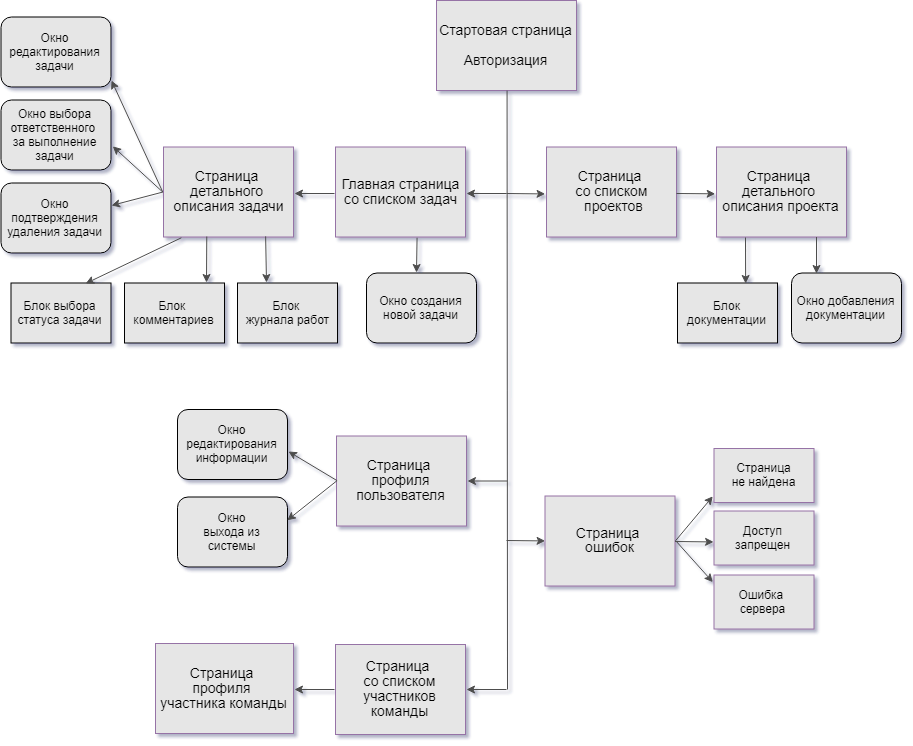 Стартовая страница
Авторизация
Окно
редактирования
задачи
Окно выбора
ответственного
за выполнение
задачи
Окно
подтверждения
удаления задачи
Страница
детального
описания задачи
Главная страница
со списком задач
Страница
со списком
проектов
Страница
детального
описания проекта
Блок выбора
статуса задачи
Блок
комментариев
Блок
журнала работ
Окно создания
новой задачи
Блок
документации
Окно добавления
документации
Окно
редактирования
информации
Окно
выхода из
системы
Страница
профиля
пользователя
Страница
ошибок
Страница
не найдена
Доступ
запрещен
Ошибка
сервера
Страница
профиля
участника команды
Страница
со списком
участников
команды